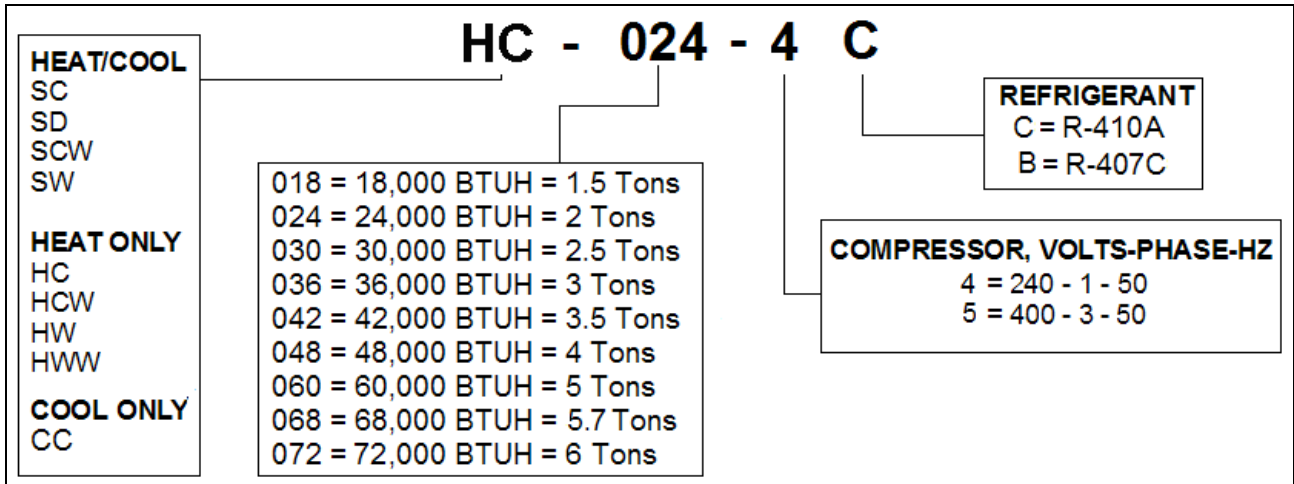 HC - 024 - 4 C
HEAT/COOL
SC
SD
SCW
SW
HEAT ONLY
HC
HCW
HW
HWW
COOL ONLY
CC
018 = 18,000 BTUH = 1.5 Tons
024 = 24,000 BTUH = 2 Tons
030 = 30,000 BTUH = 2.5 Tons
036 = 36,000 BTUH = 3 Tons
042 = 42,000 BTUH = 3.5 Tons
048 = 48,000 BTUH = 4 Tons
060 = 60,000 BTUH = 5 Tons
068 = 68,000 BTUH = 5.7 Tons
072 = 72,000 BTUH = 6 Tons
REFRIGERANT
C = R-410A
B = R-407C
COMPRESSOR, VOLTS-PHASE-HZ
4 = 240 - 1 - 50
5 = 400 - 3 - 50